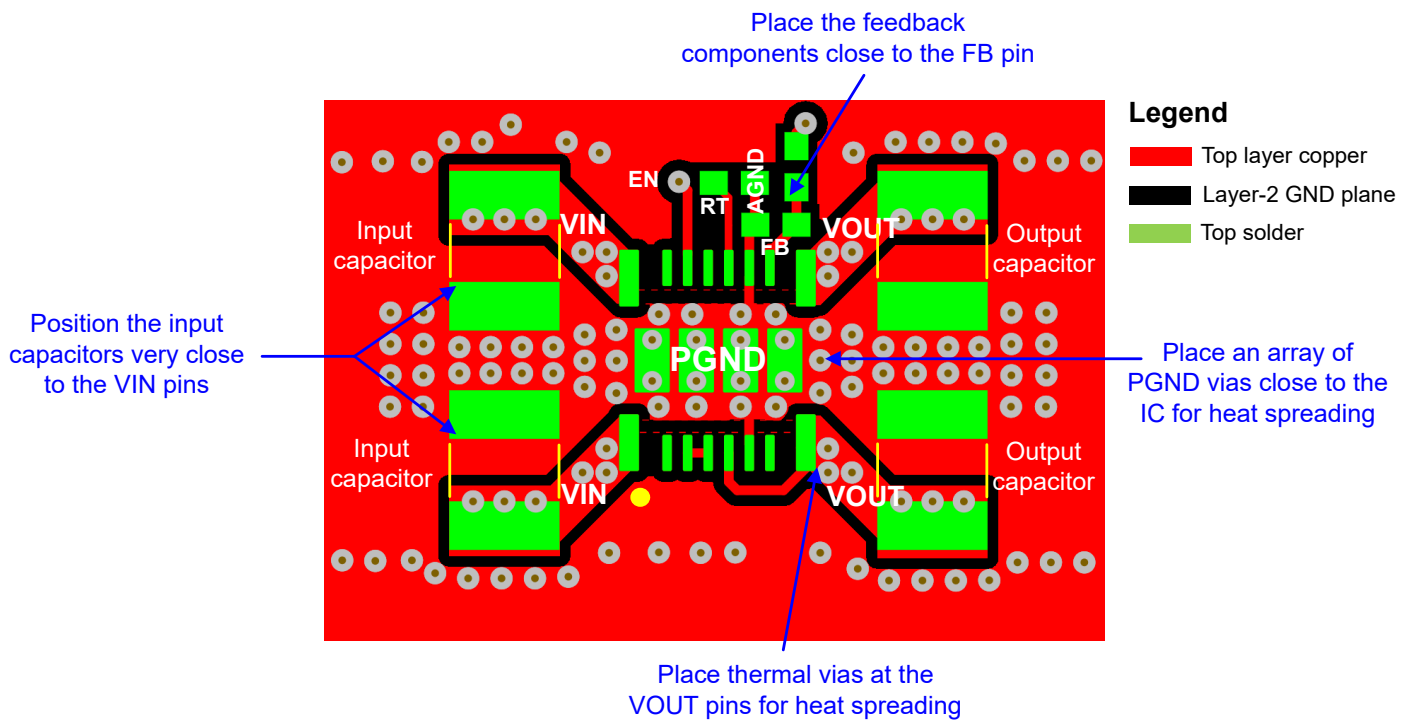 Place the feedback
components close to the FB pin
Legend
Top layer copper
Layer-2 GND plane
Top solder
EN
RT
AGND
FB
VIN
VOUT
Input
capacitor
Output
capacitor
Position the input
capacitors very close
to the VIN pins
PGND
Place an array of
PGND vias close to the
IC for heat spreading
Input
capacitor
Output
capacitor
VIN
VOUT
Place thermal vias at the
VOUT pins for heat spreading